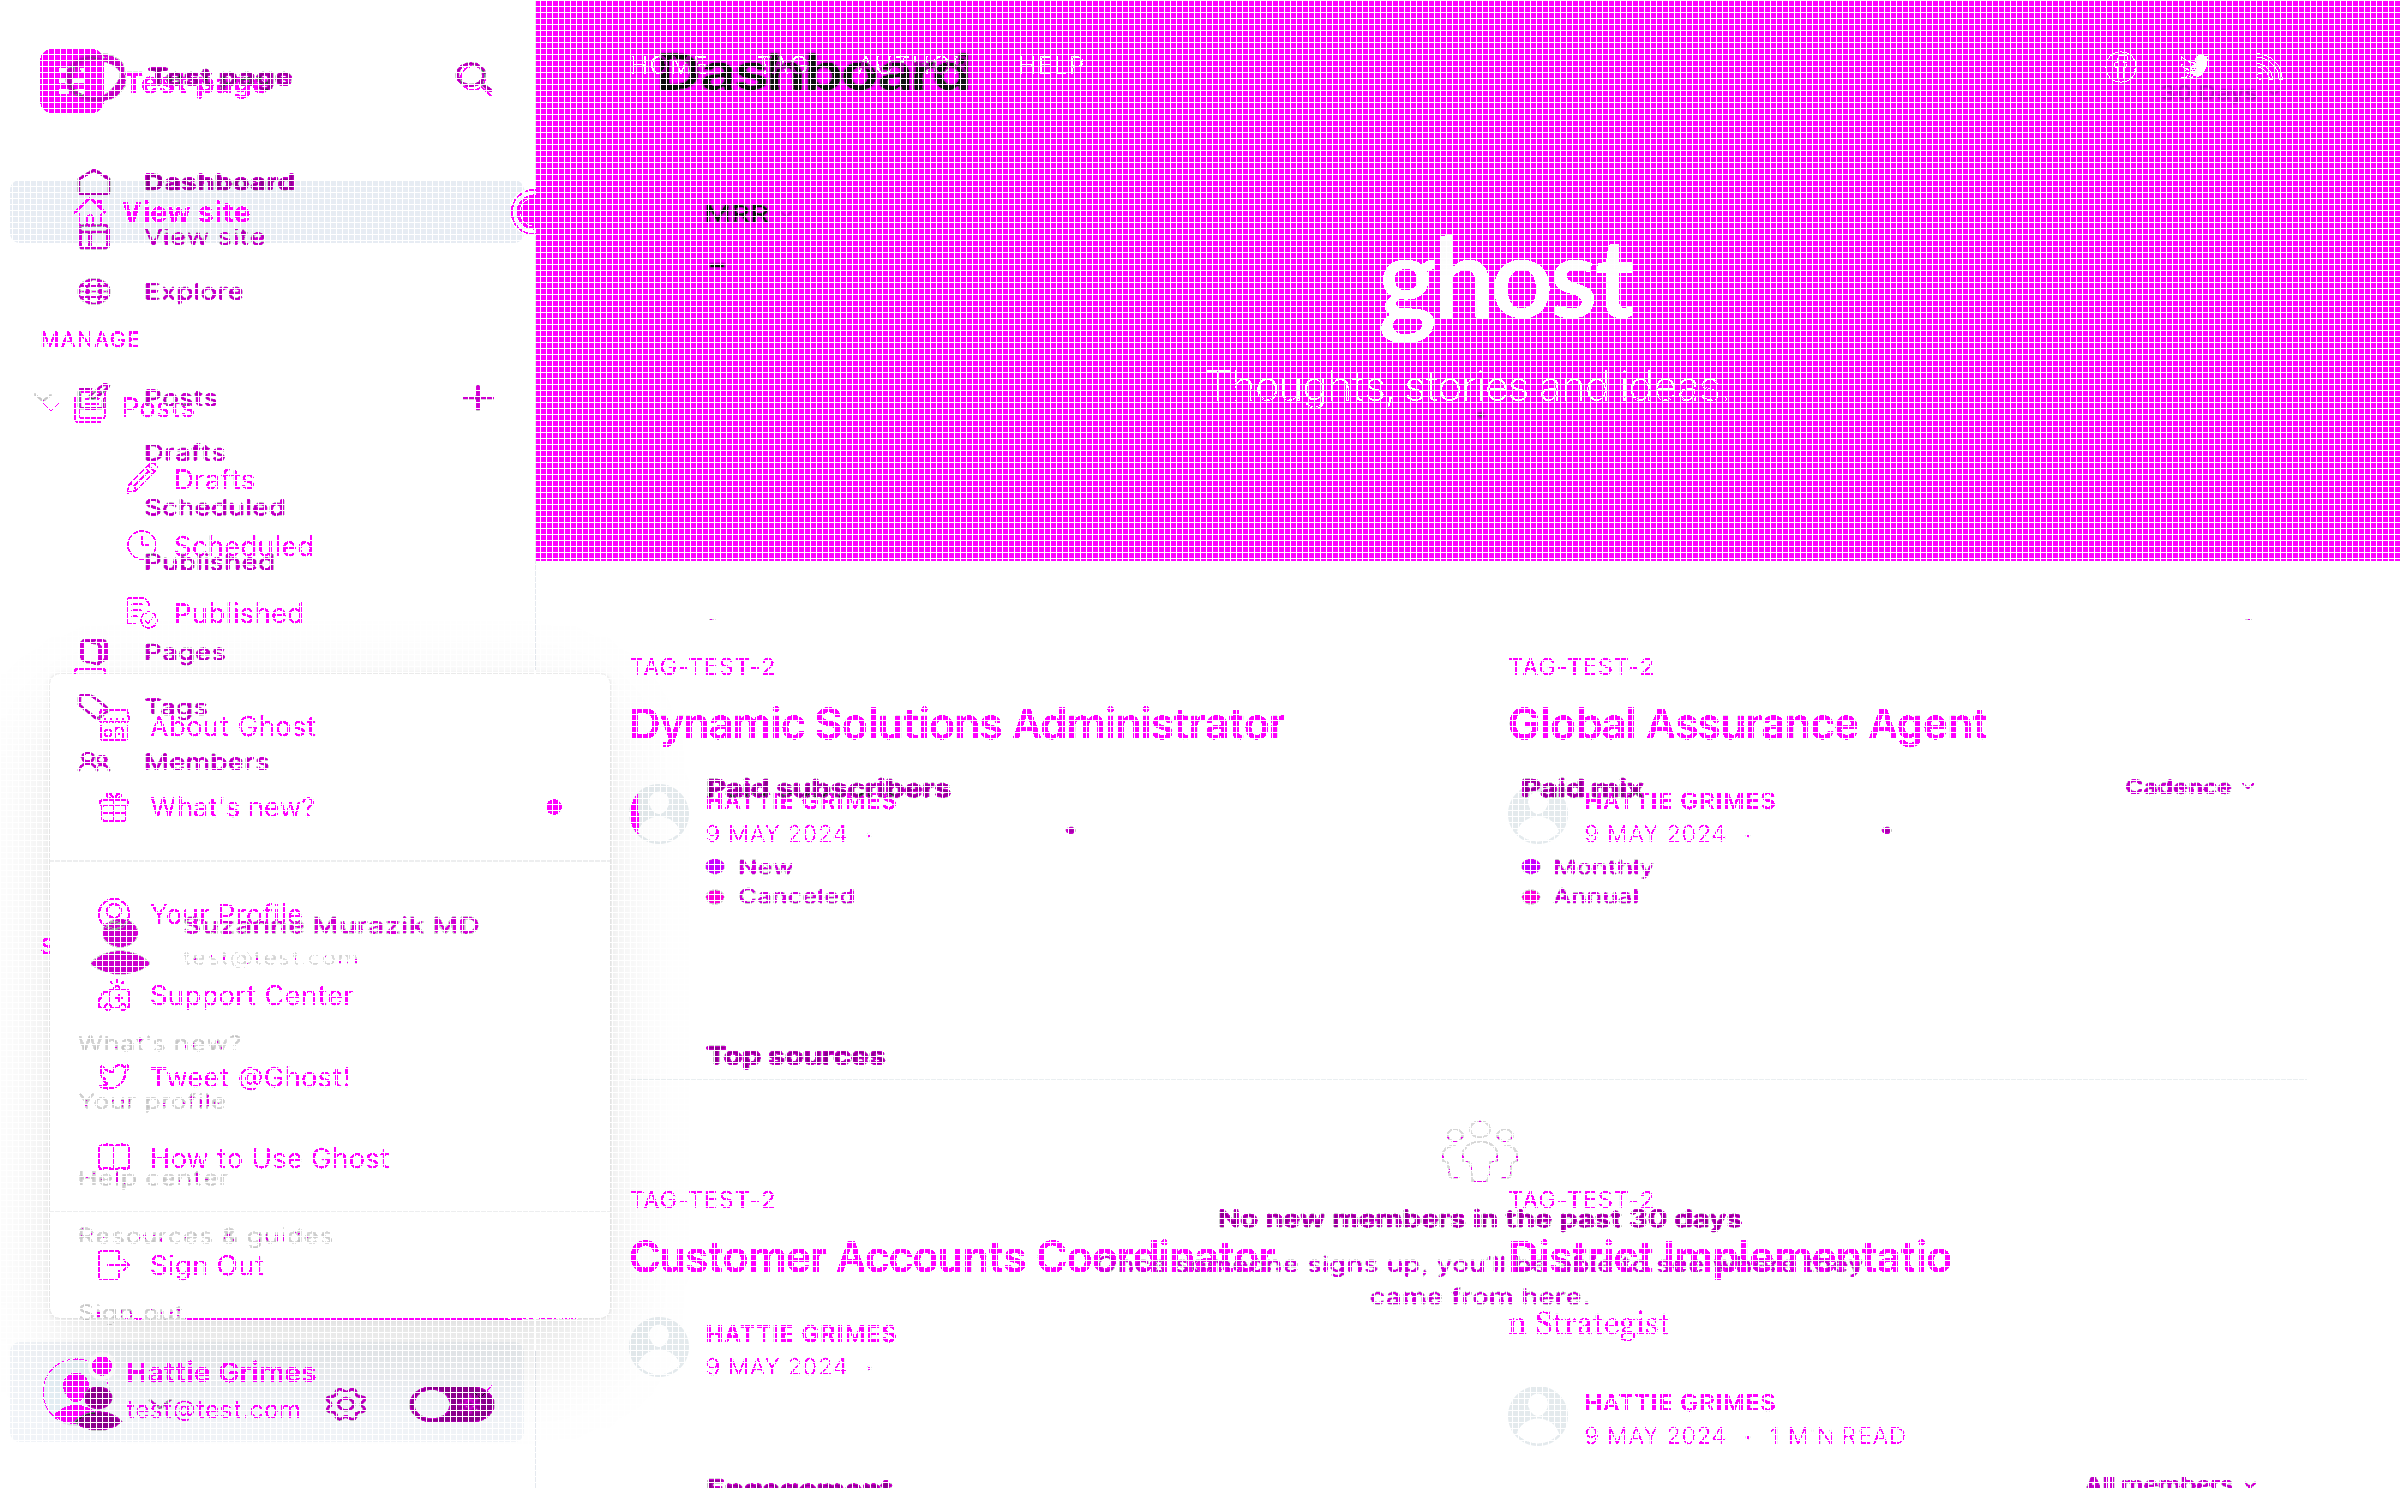 Test page
Test page
Dashboard
View site
View site
Explore
MANAGE
Posts
Posts
Drafts
Drafts
Scheduled
Scheduled
Published
Published
Pages
Tags
About Ghost
Members
What's new?
Your Profile
Suzanne Murazik MD
test@test.com
Support Center
What's new?
Tweet @Ghost!
Your profile
How to Use Ghost
Help center
Resources & guides
Sign Out
Sign out
Hattie Grimes
test@test.com
HOME TAG AUTHOR HELP
Dashboard
MRR
ghost
Thoughts, stories and ideas.
TAG-TEST-2
Dynamic Solutions Administrator
Paid subscribers
HATTIE GRIMES
9 MAY 2024 ·
New
Canceled
TAG-TEST-2
Global Assurance Agent
Paid mix
Cadence
HATTIE GRIMES
9 MAY 2024 ·
Monthly
Annual
Top sources
TAG-TEST-2
Customer Accounts Coordinator
HATTIE GRIMES
9 MAY 2024 ·
No new members in the past 30 days
signs up, you'll
came from here.
TAG-TEST-2
District Implementatio
n Strategist
HATTIE GRIMES
9 MAY 2024 · 1 MIN READ
Engagement
All members